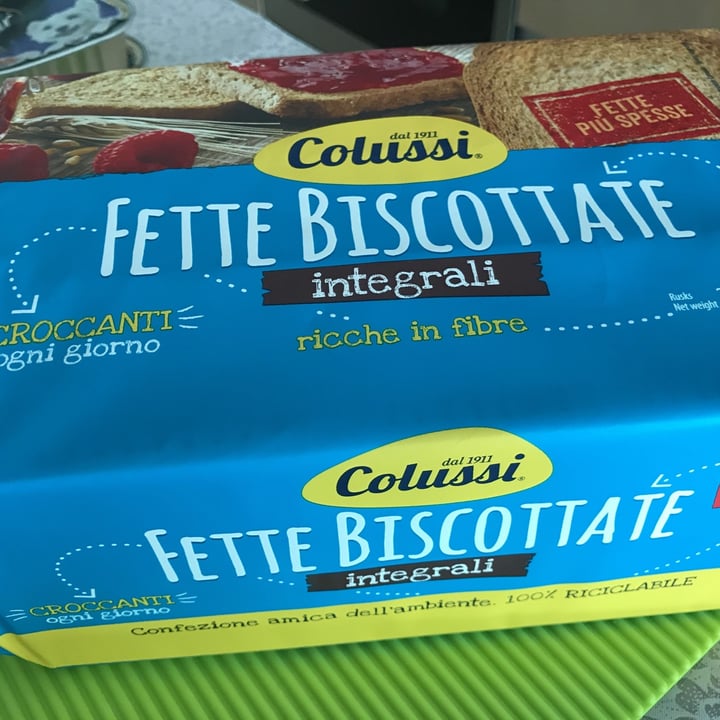 FETTE
PIÙ SPESSE
dal 1911
Colussi®
FETTE BISCOTTATE
integrali
CROCCANTI
ogni giorno
ricche in fibre
Rusks
Net weight
dal 1911
Colussi®
FETTE BISCOTTATE
integrali
CROCCANTI
ogni giorno
Confezione amica dell'ambiente. 100% RICICLABILE